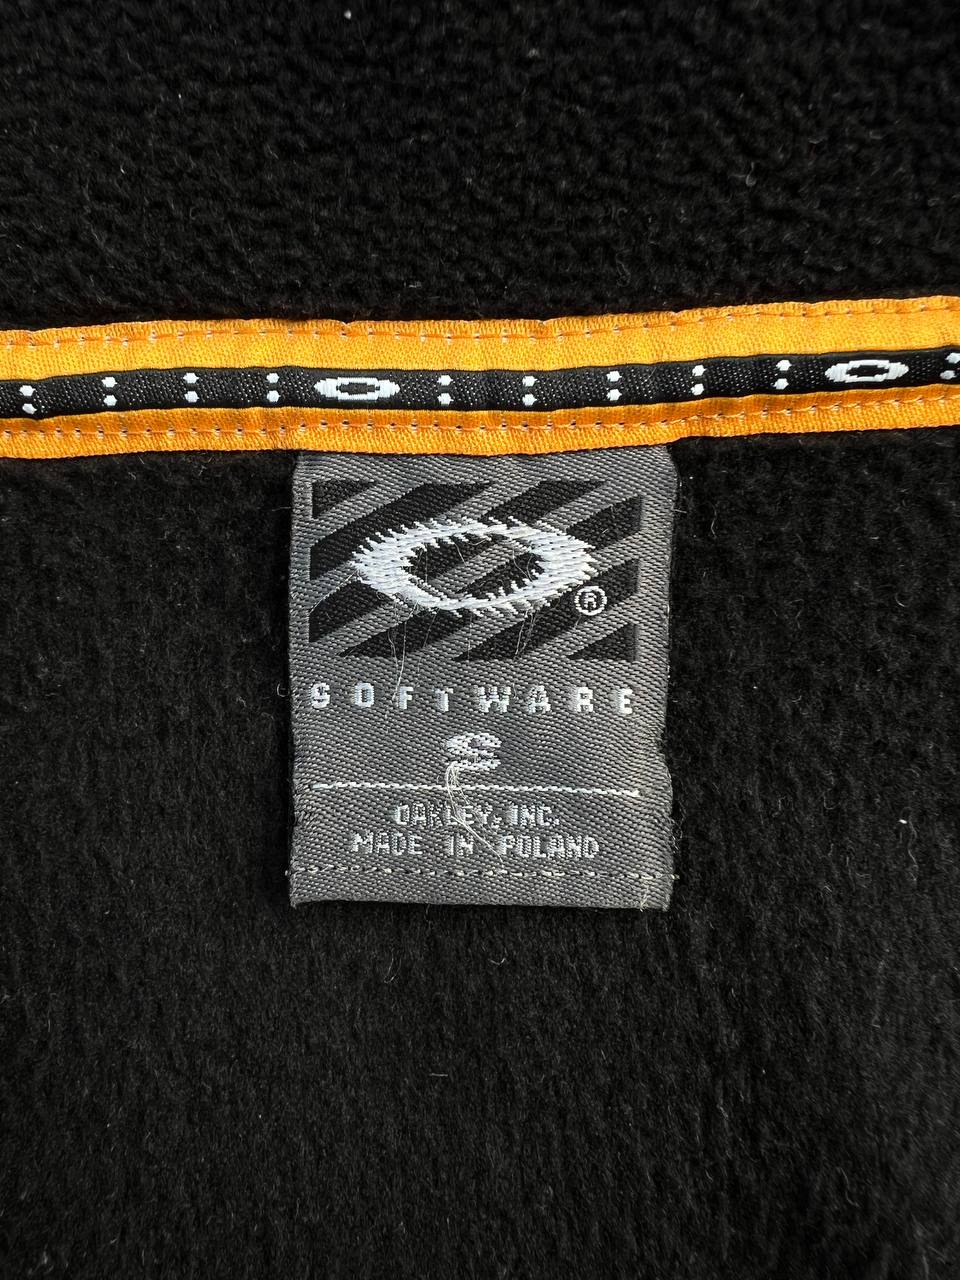 ®
SOFTWARE
S
OAKLEY, INC.
MADE IN POLAND